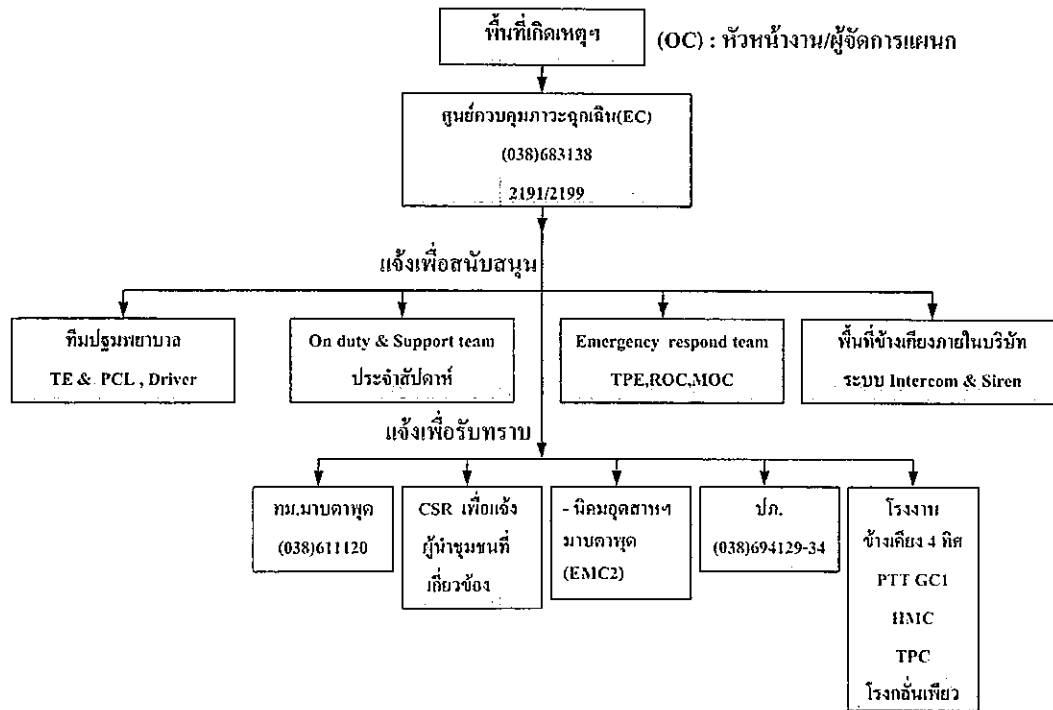 พื้นที่เกิดเหตุฯ
(OC) : หัวหน้างาน/ผู้จัดการแผนก
ศูนย์ควบคุมภาวะฉุกเฉิน(EC)
(038)683138
2191/2199
แจ้งเพื่อสนับสนุน
ทีมปฐมพยาบาล
TE & PCL , Driver
On duty & Support team
ประจำสัปดาห์
Emergency respond team
TPE,ROC,MOC
พื้นที่ข้างเคียงภายในบริษัท
ระบบ Intercom & Siren
แจ้งเพื่อรับทราบ
ทม.มาบตาพุด
(038)611120
CSR เพื่อแจ้ง
ผู้นำชุมชนที่
เกี่ยวข้อง
- นิคมอุตสาหฯ
มาบตาพุด
(EMC2)
ปภ.
(038)694129-34
โรงงาน
ข้างเคียง 4 ทิศ
PTT GC1
HMC
TPC
โรงกลั่นเพียว